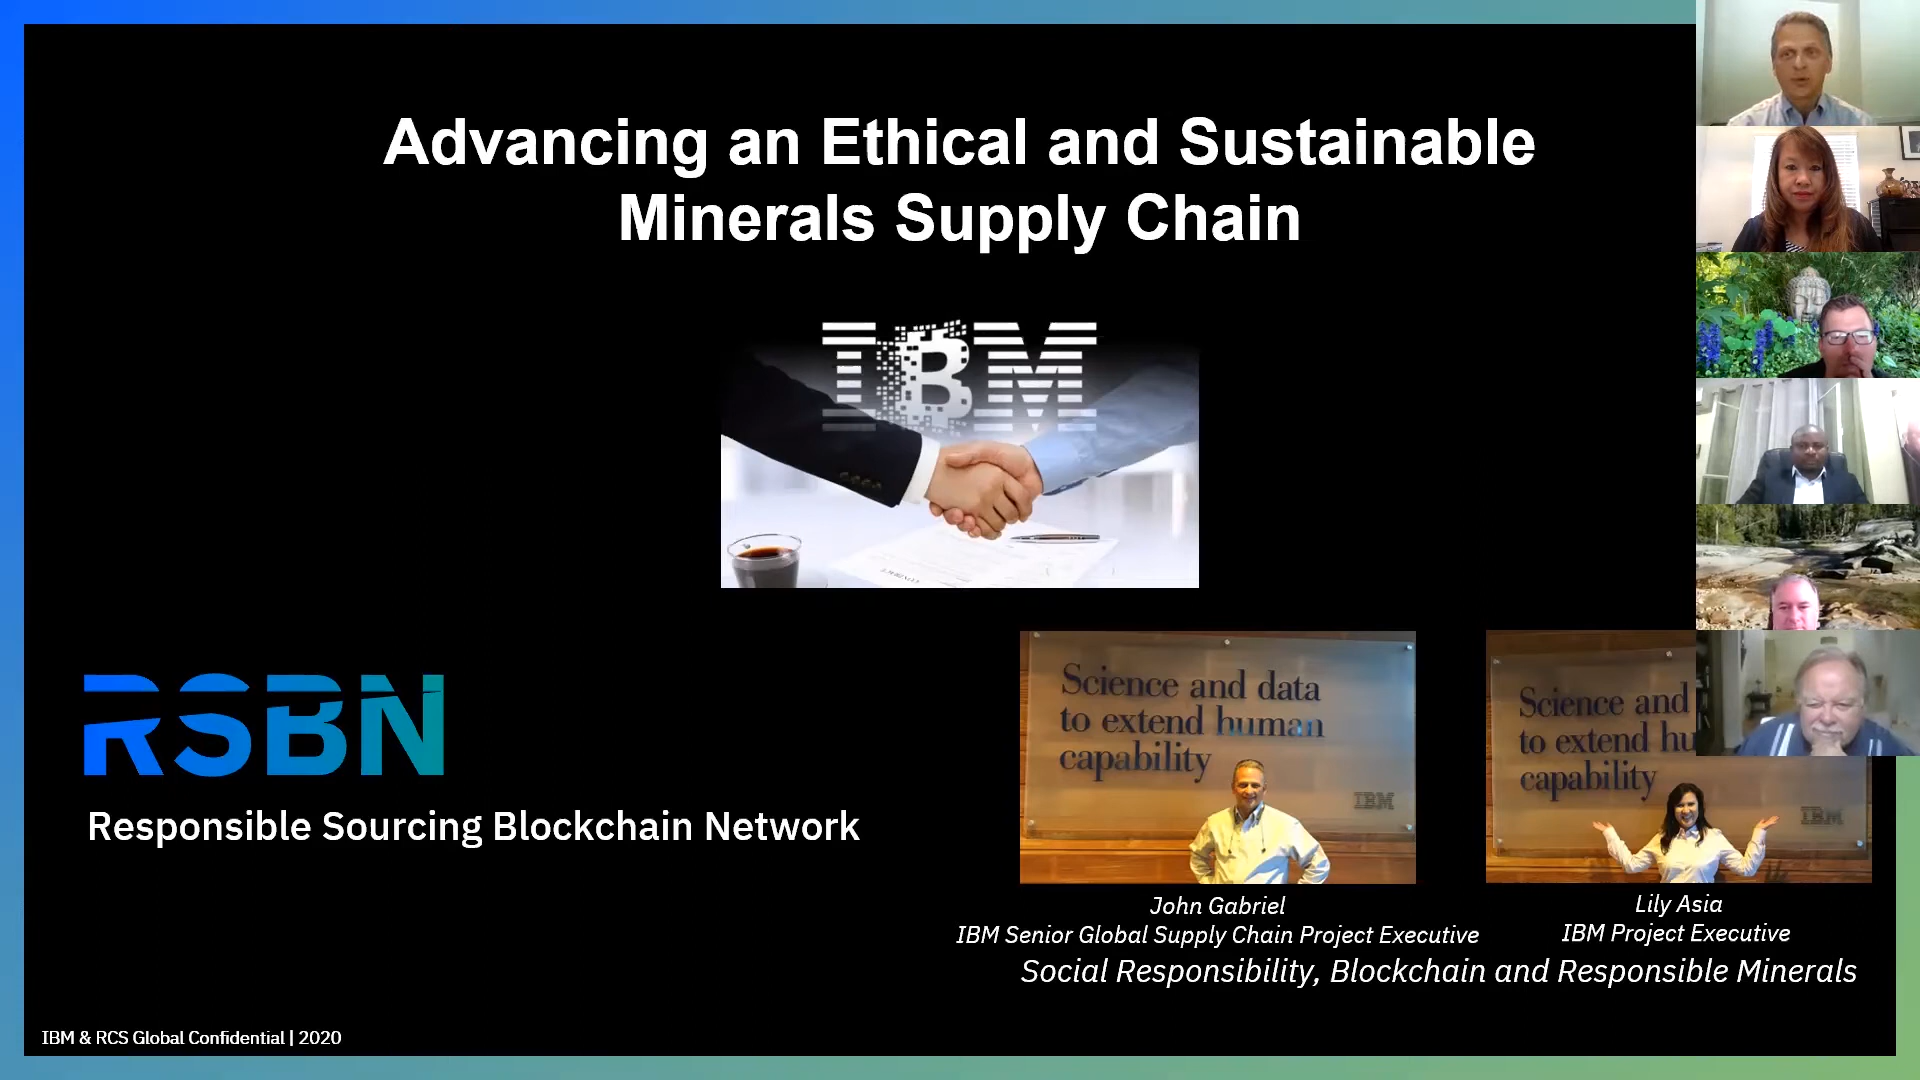 Advancing an Ethical and Sustainable
Minerals Supply Chain
IBM
RSBN
Responsible Sourcing Blockchain Network
Science and data
to extend human
capability
IBM
Science and
to extend hu
capability
IBM
John Gabriel
IBM Senior Global Supply Chain Project Executive
Lily Asia
IBM Project Executive
Social Responsibility, Blockchain and Responsible Minerals
IBM & RCS Global Confidential | 2020